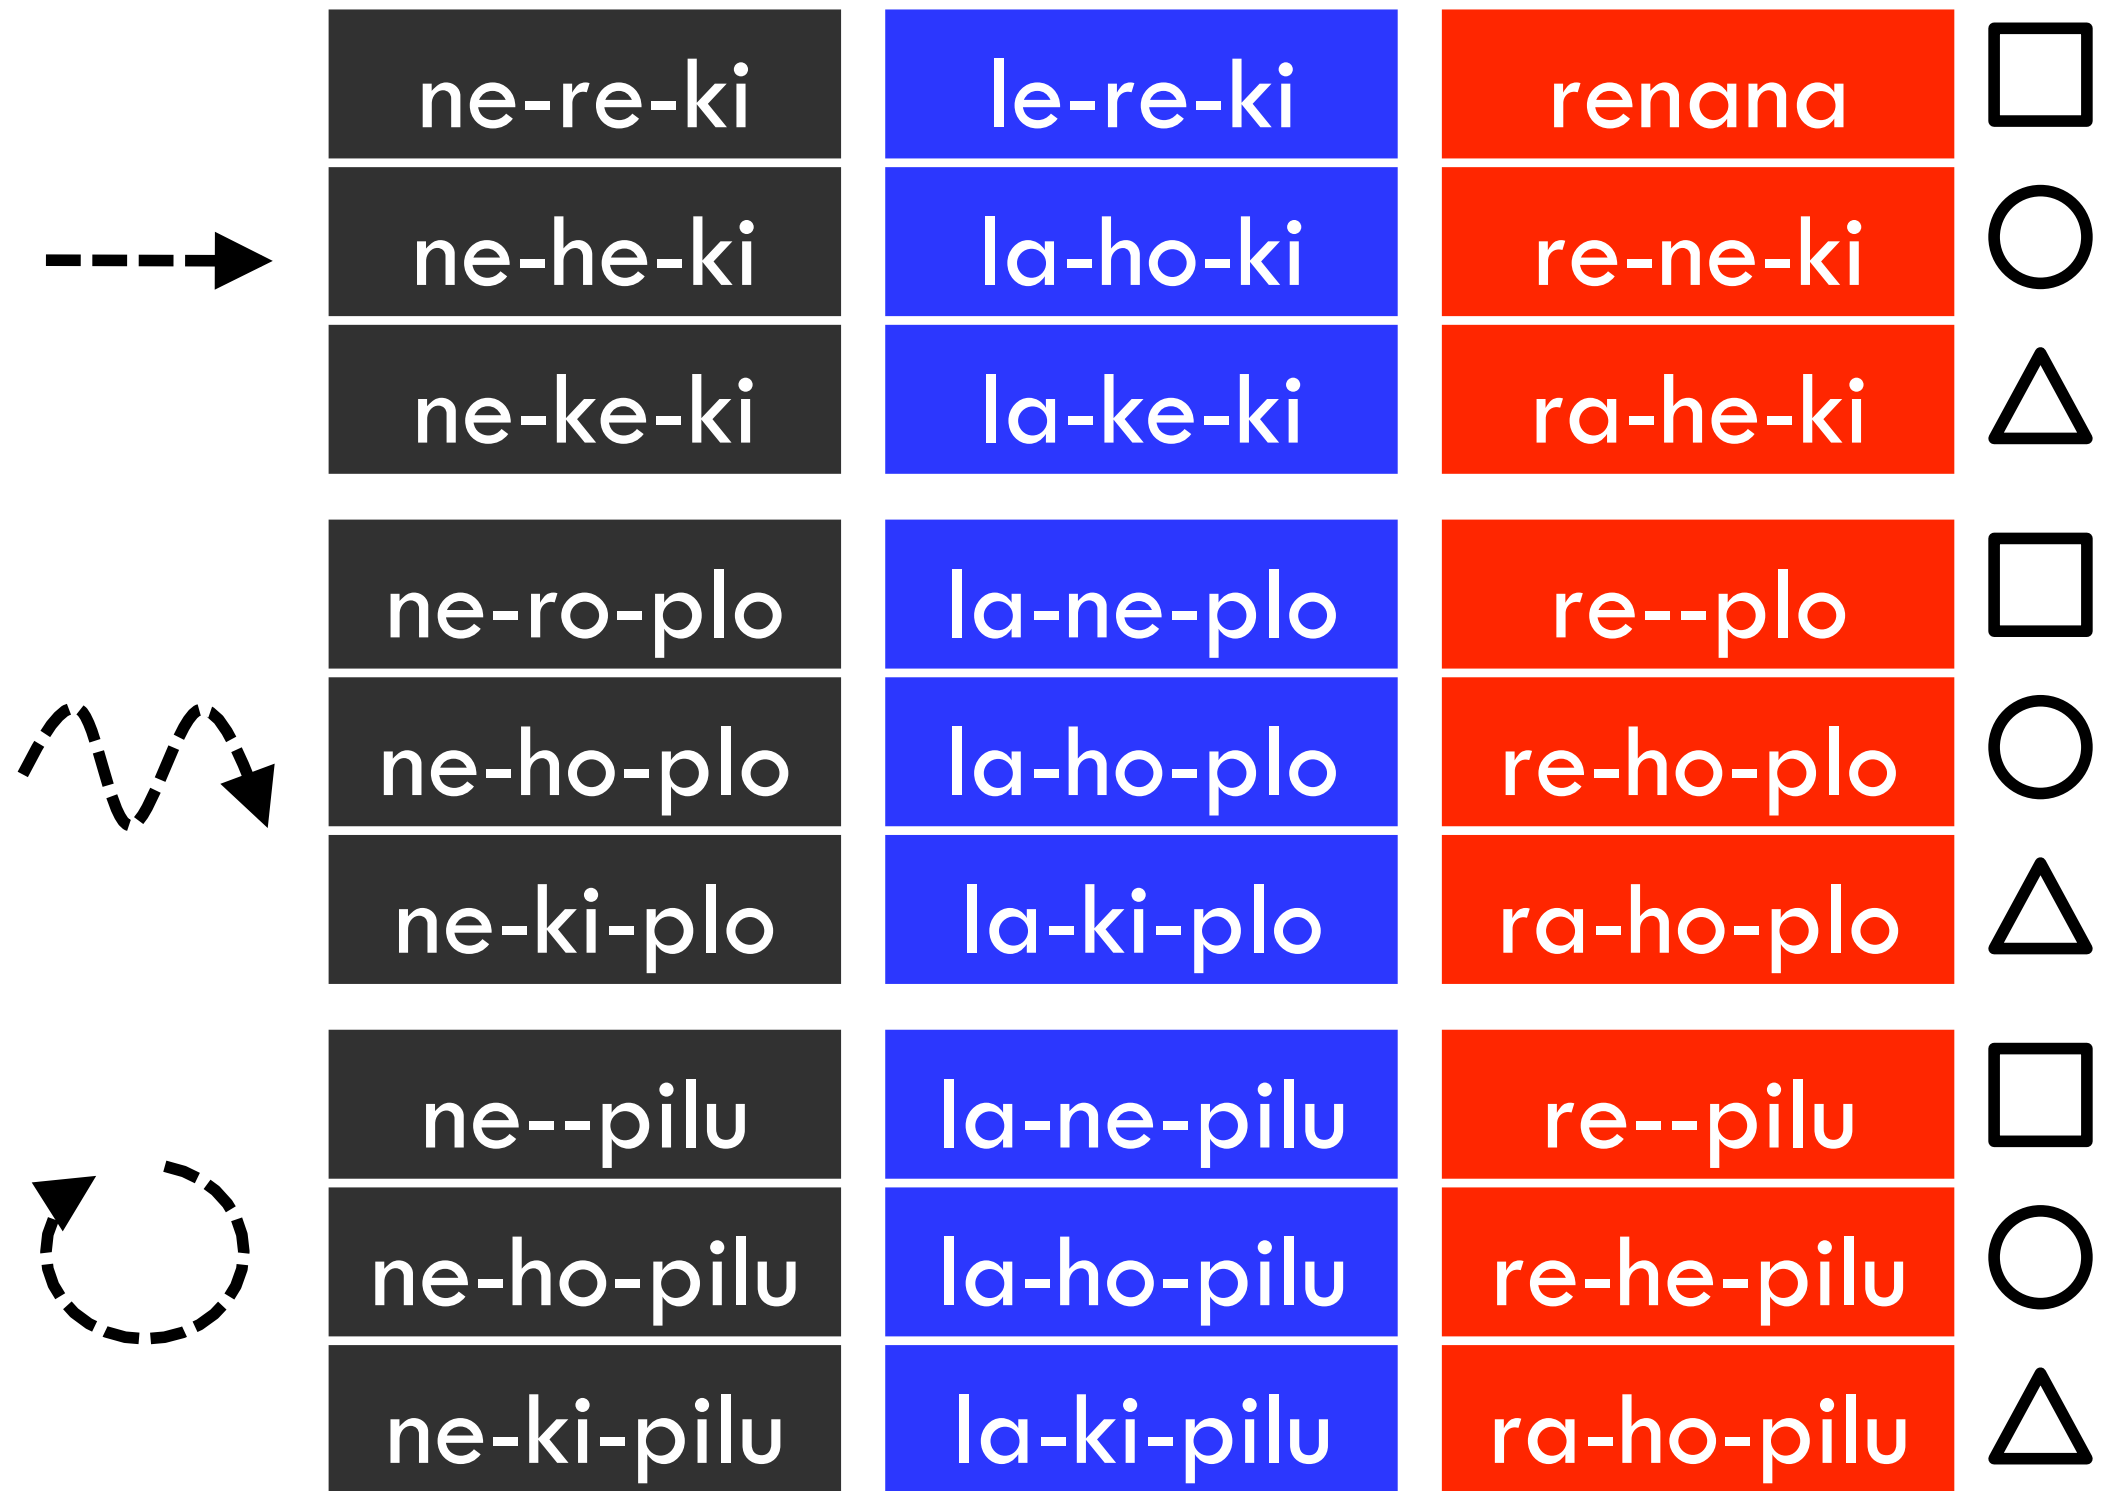 ne-re-ki le-re-ki renana
ne-he-ki la-ho-ki re-ne-ki
ne-ke-ki la-ke-ki ra-he-ki
ne-ro-plo la-ne-plo re--plo
ne-ho-plo la-ho-plo re-ho-plo
ne-ki-plo la-ki-plo ra-ho-plo
ne--pilu la-ne-pilu re--pilu
ne-ho-pilu la-ho-pilu re-he-pilu
ne-ki-pilu la-ki-pilu ra-ho-pilu